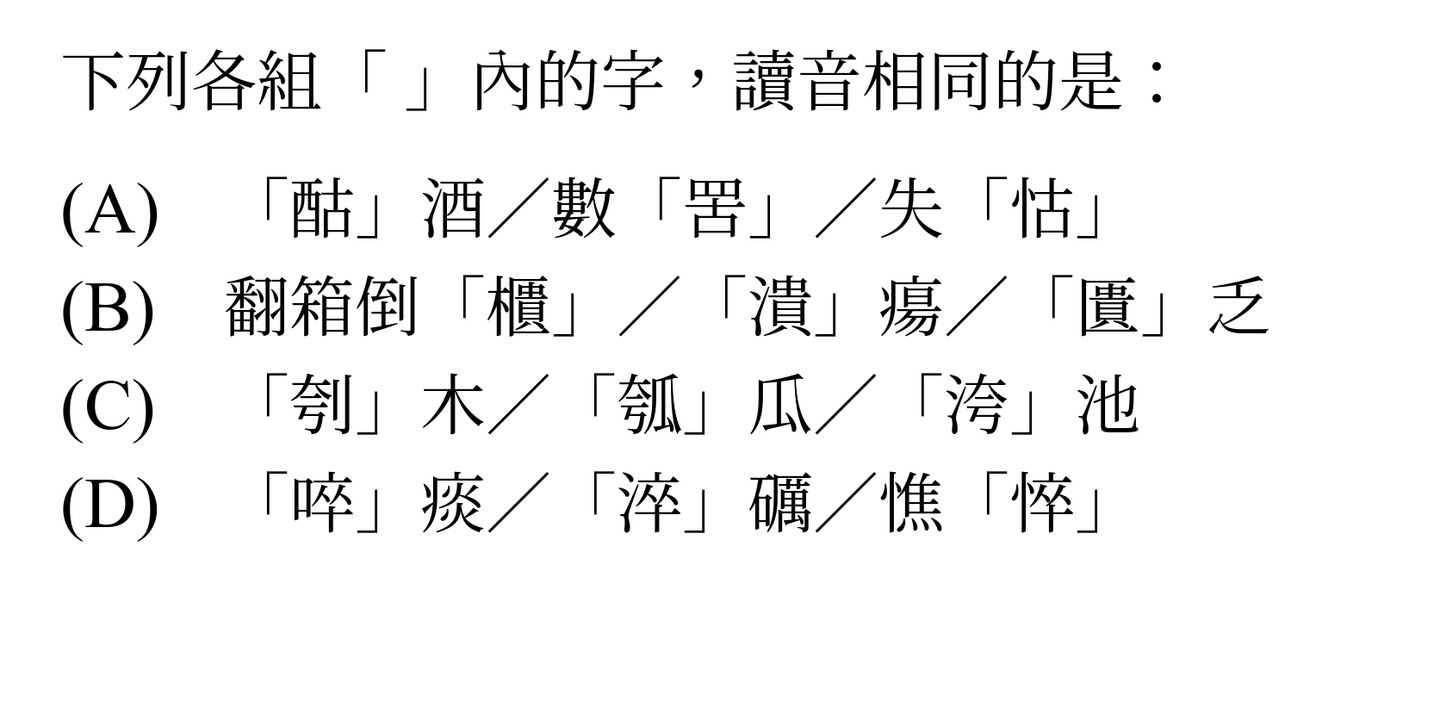 下列各組「 」內的字，讀音相同的是：
(A) 「酤」酒／數「罟」／失「怙」
(B) 翻箱倒「櫃」／「潰」瘍／「匱」乏
(C) 「刳」木／「瓠」瓜／「洿」池
(D) 「啐」痰／「淬」礪／憔「悴」